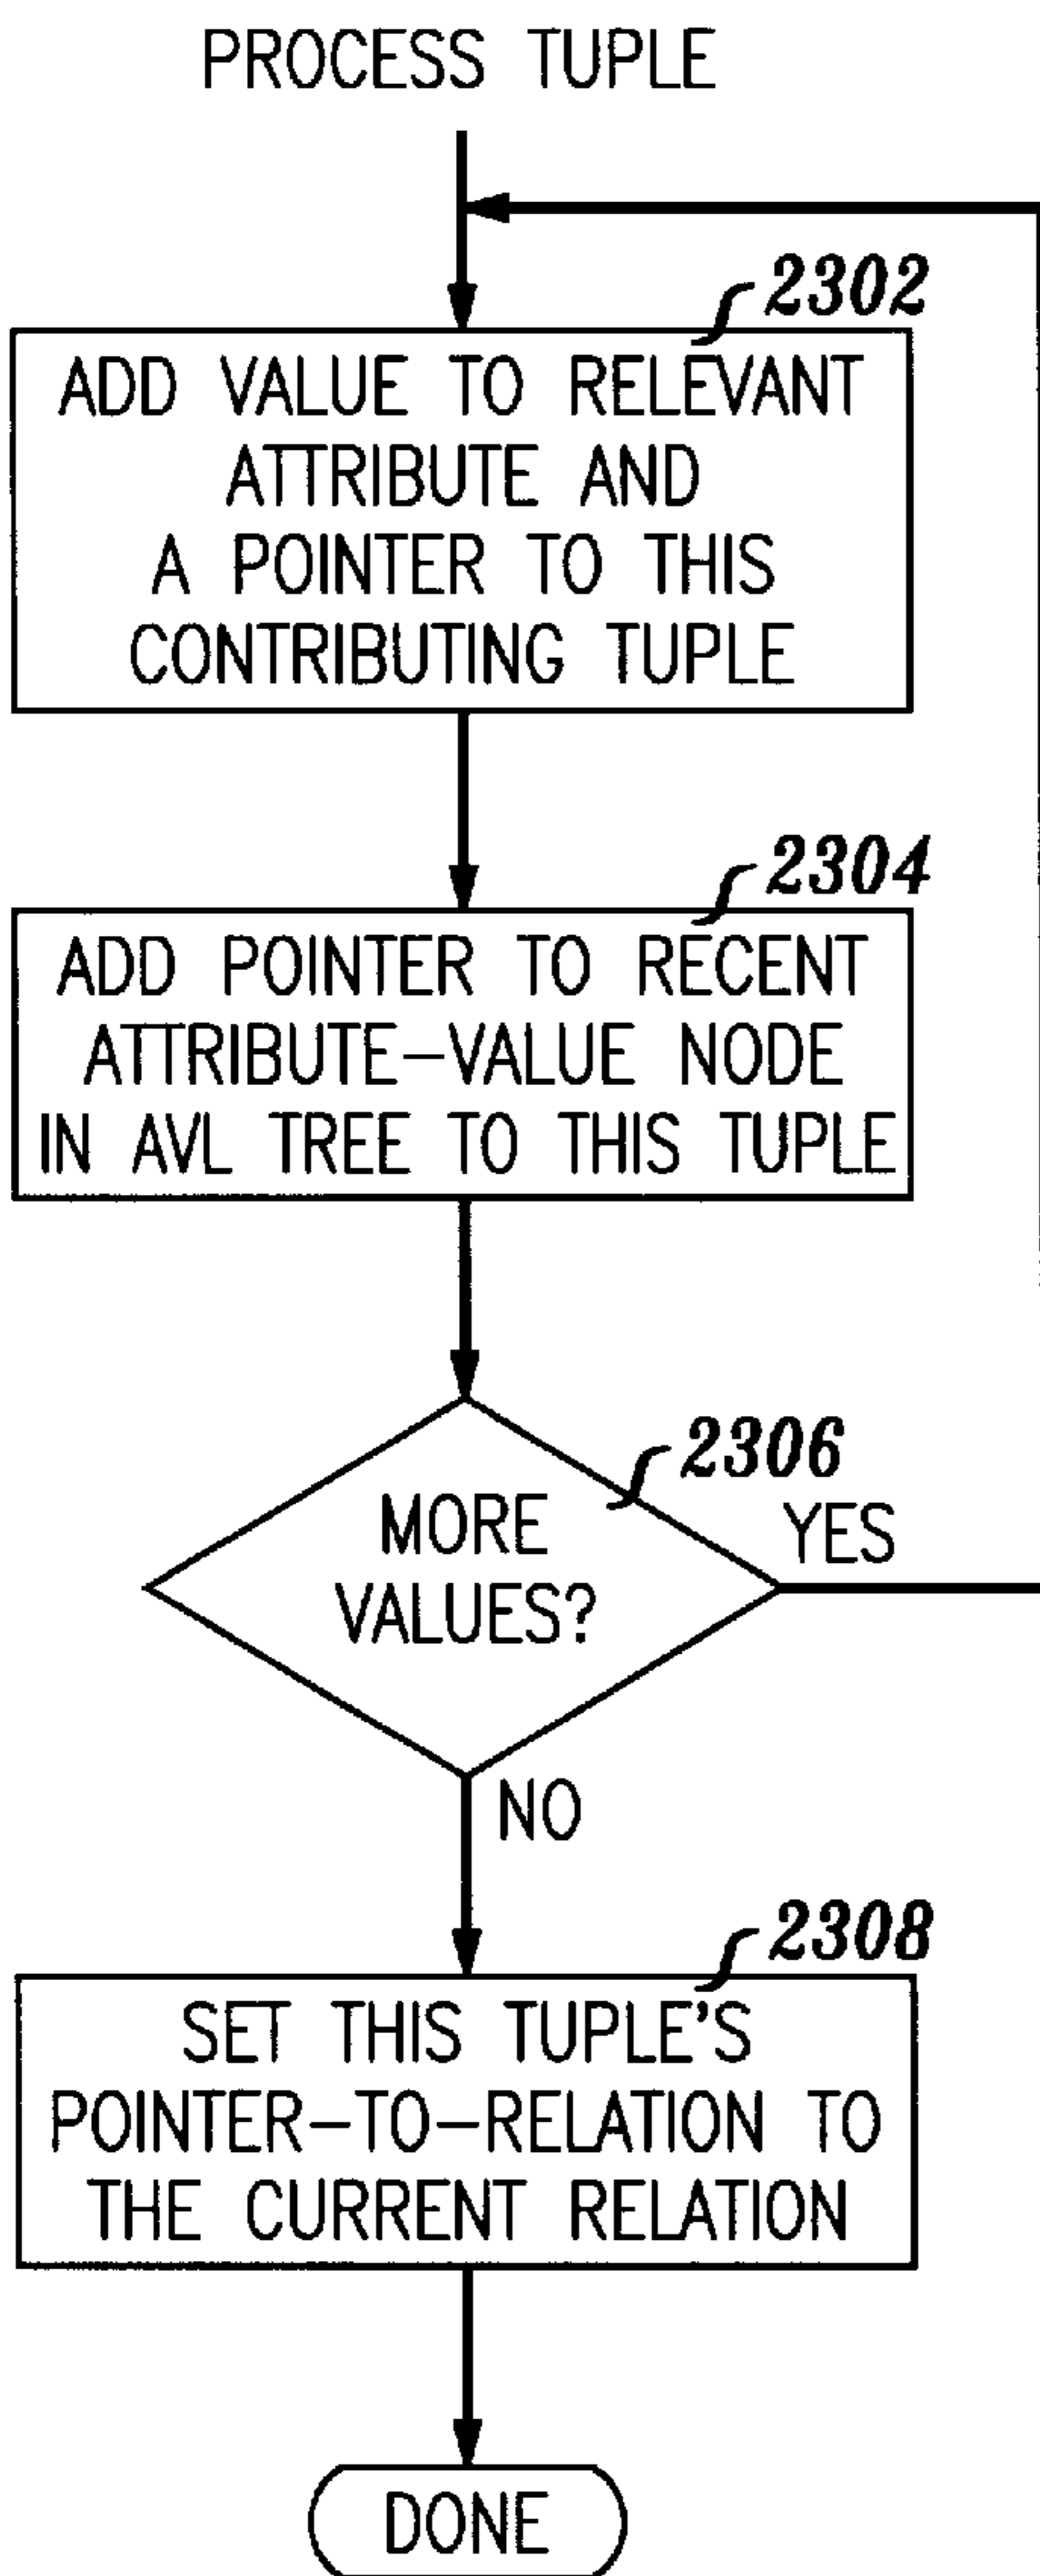 PROCESS TUPLE
2302
ADD VALUE TO RELEVANT
ATTRIBUTE AND
A POINTER TO THIS
CONTRIBUTING TUPLE
2304
ADD POINTER TO RECENT
ATTRIBUTE-VALUE NODE
IN AVL TREE TO THIS TUPLE
2306
MORE
VALUES?
YES
NO
2308
SET THIS TUPLE'S
POINTER-TO-RELATION TO
THE CURRENT RELATION
DONE